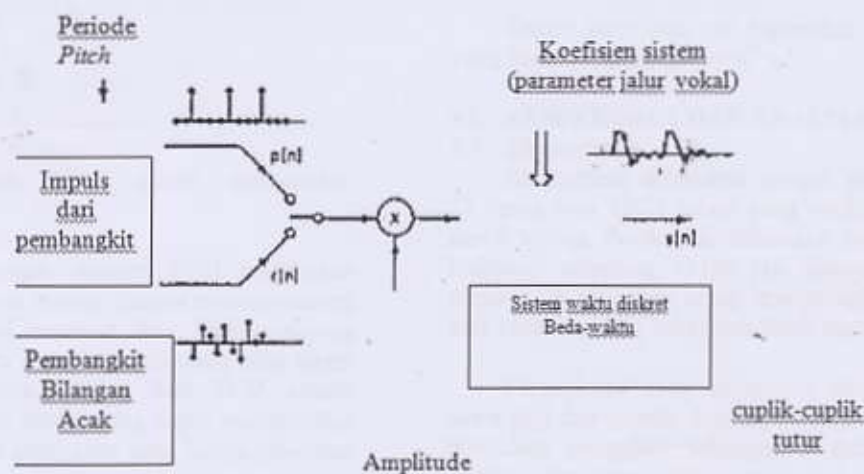 Periode
Pitch
Koefisien sistem
(parameter jalur vokal)
p[n]
Impuls
dari
pembangkit
x
s[n]
r[n]
Sistem waktu diskret
Beda-waktu
Pembangkit
Bilangan
Acak
cuplik-cuplik
tutur
Amplitude